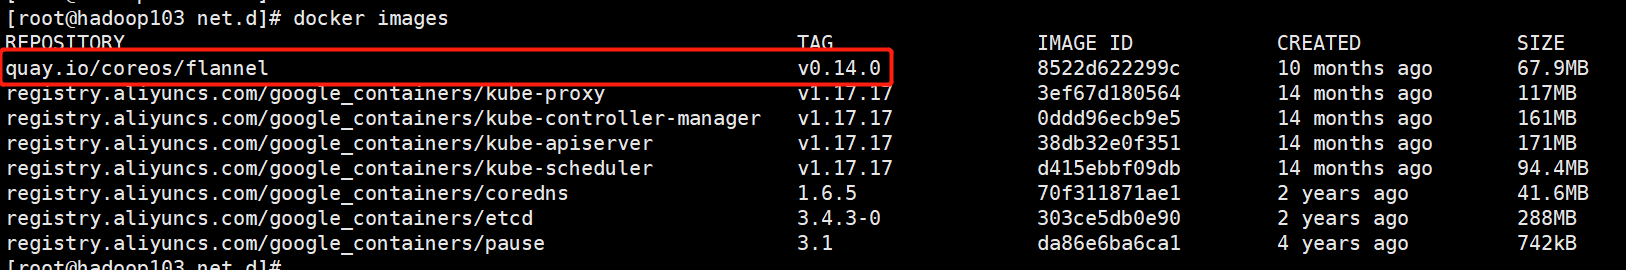 [root@hadoop103 net.d]# docker images
REPOSITORY TAG IMAGE ID CREATED SIZE
quay.io/coreos/flannel v0.14.0 8522d622299c 10 months ago 67.9MB
registry.aliyuncs.com/google_containers/kube-proxy v1.17.17 3ef67d180564 14 months ago 117MB
registry.aliyuncs.com/google_containers/kube-controller-manager v1.17.17 0ddd96ecb9e5 14 months ago 161MB
registry.aliyuncs.com/google_containers/kube-apiserver v1.17.17 38db32e0f351 14 months ago 171MB
registry.aliyuncs.com/google_containers/kube-scheduler v1.17.17 d415ebbf09db 14 months ago 94.4MB
registry.aliyuncs.com/google_containers/coredns 1.6.5 70f311871ae1 2 years ago 41.6MB
registry.aliyuncs.com/google_containers/etcd 3.4.3-0 303ce5db0e90 2 years ago 288MB
registry.aliyuncs.com/google_containers/pause 3.1 da86e6ba6ca1 4 years ago 742kB
[root@hadoop103 net.d]#